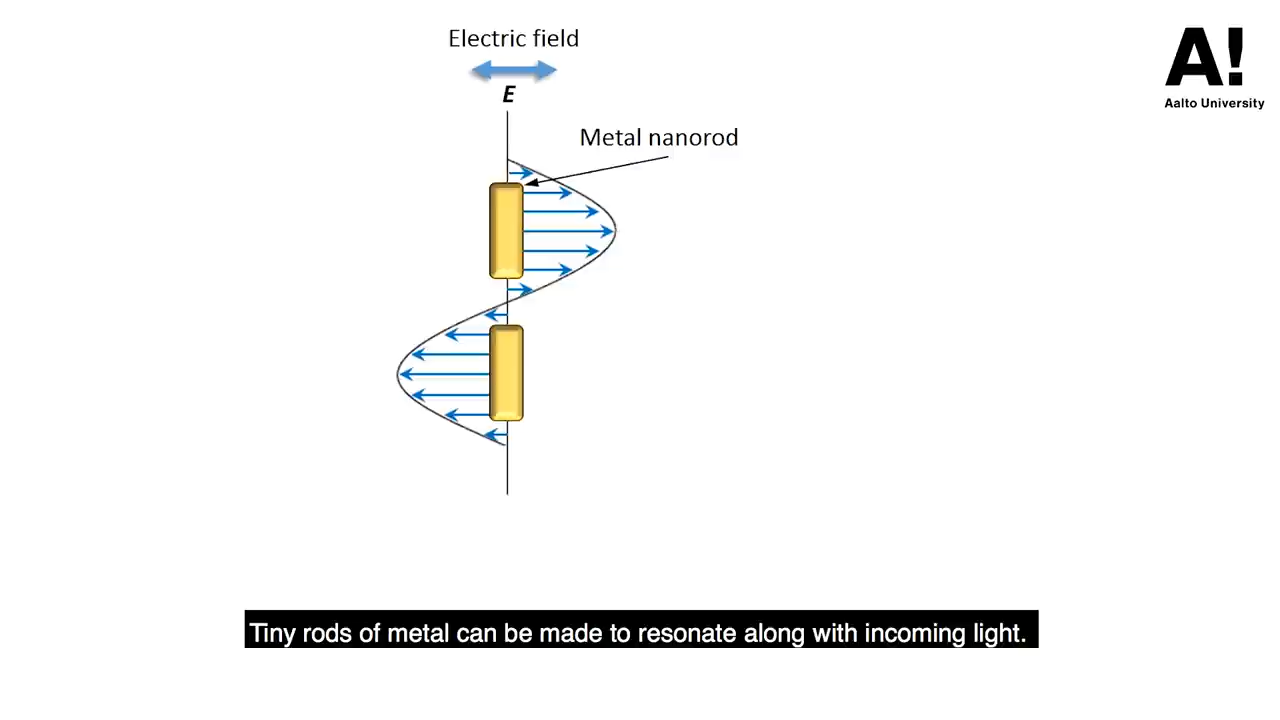 Electric field
E
Metal nanorod
A!
Aalto University
Tiny rods of metal can be made to resonate along with incoming light.